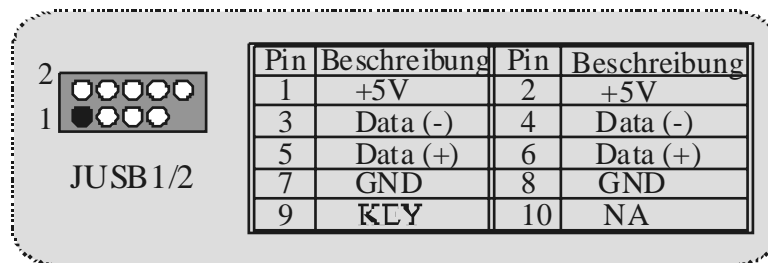 2
1
JUSB1/2
Pin Beschreibung Pin Beschreibung
1 +5V 2 +5V
3 Data (-) 4 Data (-)
5 Data (+) 6 Data (+)
7 GND 8 GND
9 KEY 10 NA